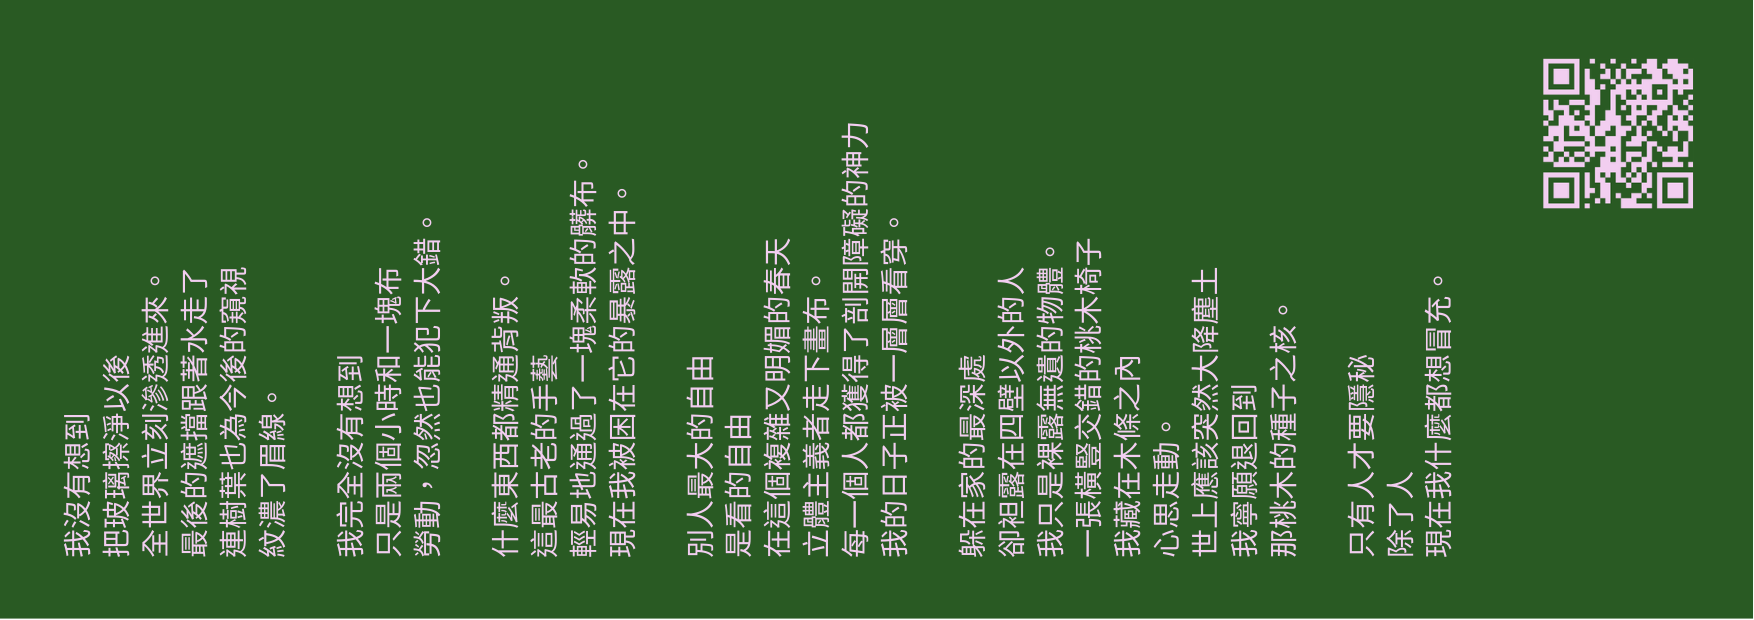 我沒有想到
把玻璃擦淨以後
全世界立刻滲透進來。
最後的遮擋跟著水走了
連樹葉也為今後的窺視
紋濃了眉線。

我完全沒有想到
只是兩個小時和一塊布
勞動，忽然也能犯下大錯。

什麼東西都精通背叛。
這最古老的手藝
輕易地通過了一塊柔軟的髒布。
現在我被困在它的暴露之中。

別人最大的自由
是看的自由
在這個複雜又明媚的春天
立體主義者走下畫布。
每一個人都獲得了剖開障礙的神力
我的日子正被一層層看穿。

躲在家的最深處
卻袒露在四壁以外的人
我只是裸露無遺的物體。
一張橫豎交錯的桃木椅子
我藏在木條之內
心思走動。
世上應該突然大降塵土
我寧願退回到
那桃木的種子之核。

只有人才要隱秘
除了人
現在我什麼都想冒充。